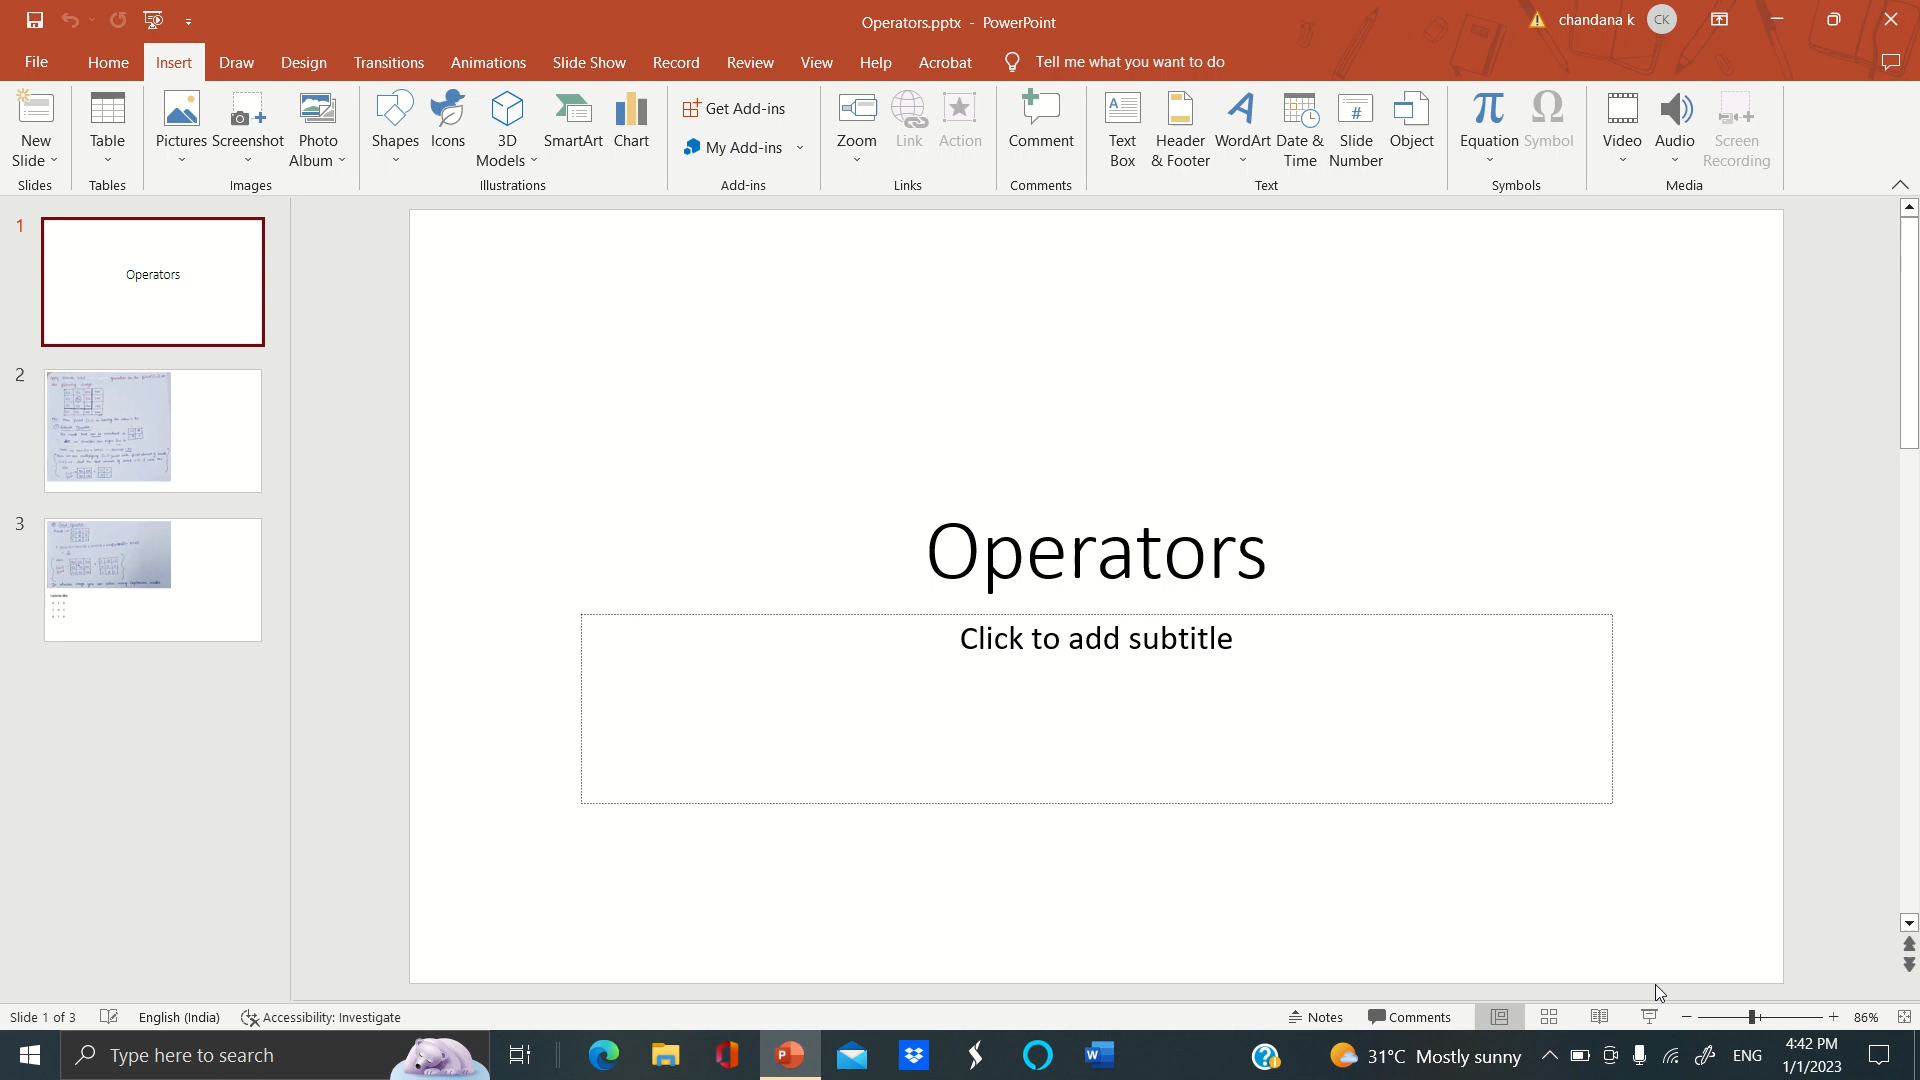 Operators.pptx - PowerPoint
chandana k
CK
File
Home
Insert
Draw
Design
Transitions
Animations
Slide Show
Record
Review
View
Help
Acrobat
Tell me what you want to do
New Slide
Table
Pictures
Screenshot
Photo Album
Shapes
Icons
3D Models
SmartArt
Chart
Get Add-ins
My Add-ins
Zoom
Link
Action
Comment
Text Box
Header & Footer
WordArt
Date & Time
Slide Number
Object
Equation
Symbol
Video
Audio
Screen Recording
Slides
Tables
Images
Illustrations
Add-ins
Links
Comments
Text
Symbols
Media
1
Operators
2
3
Operators
Click to add subtitle
Slide 1 of 3
English (India)
Accessibility: Investigate
Notes
Comments
86%
Type here to search
31°C Mostly sunny
ENG
4:42 PM
1/1/2023